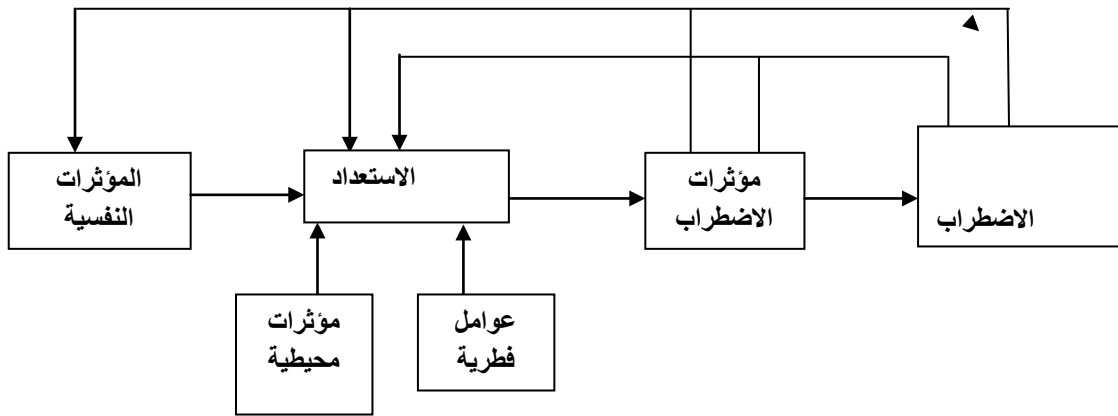 المؤثرات
النفسية
الاستعداد
مؤثرات
الاضطراب
الاضطراب
مؤثرات
محيطية
عوامل
فطرية